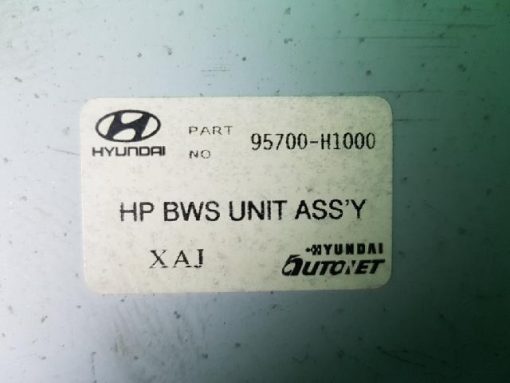 HYUNDAI
PART NO 95700-H1000
HP BWS UNIT ASS'Y
XAJ
HYUNDAI
AUTONET